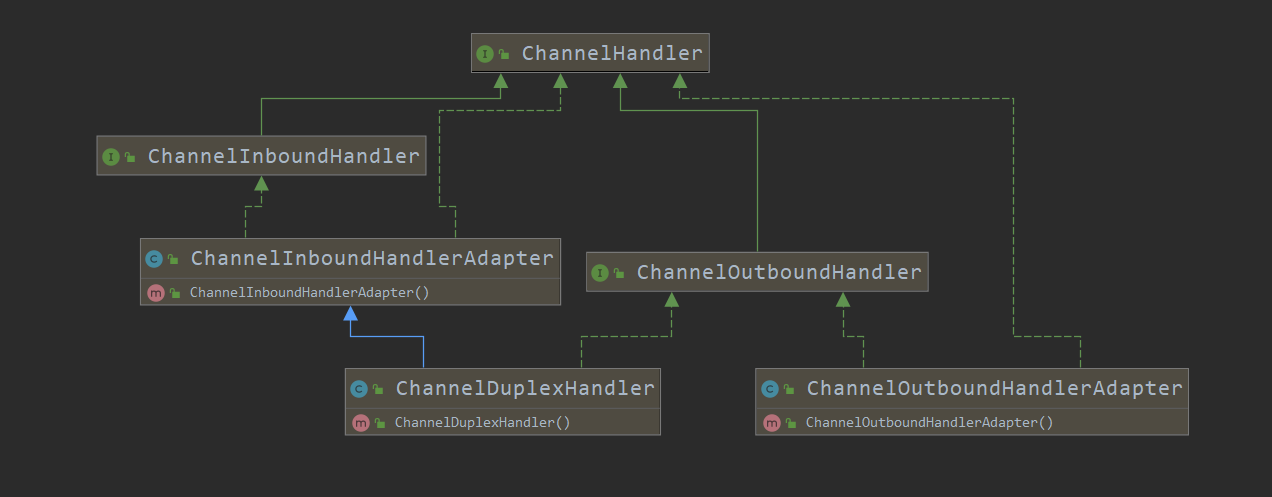 I ChannelHandler
I ChannelInboundHandler
C ChannelInboundHandlerAdapter
m ChannelInboundHandlerAdapter()
I ChannelOutboundHandler
C ChannelDuplexHandler
m ChannelDuplexHandler()
C ChannelOutboundHandlerAdapter
m ChannelOutboundHandlerAdapter()